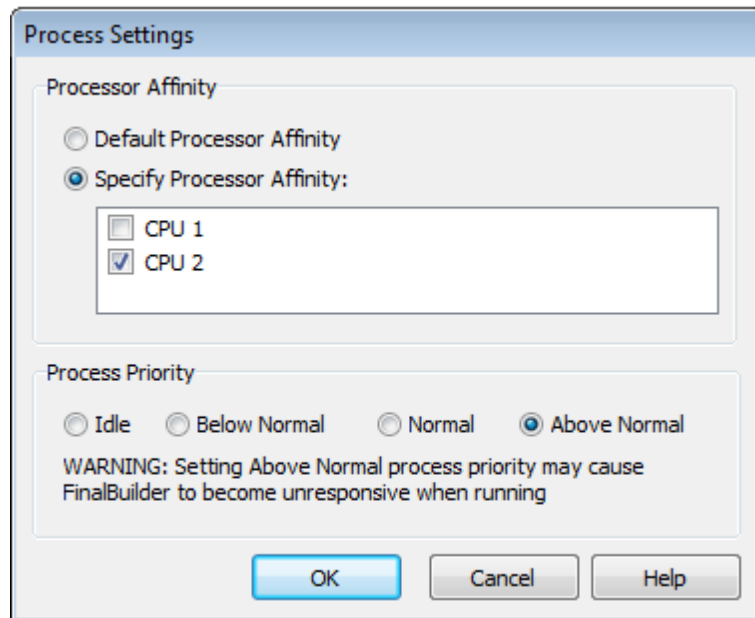 Process Settings
Processor Affinity
Default Processor Affinity
Specify Processor Affinity:
CPU 1
CPU 2
Process Priority
Idle Below Normal Normal Above Normal
WARNING: Setting Above Normal process priority may cause
FinalBuilder to become unresponsive when running
OK Cancel Help